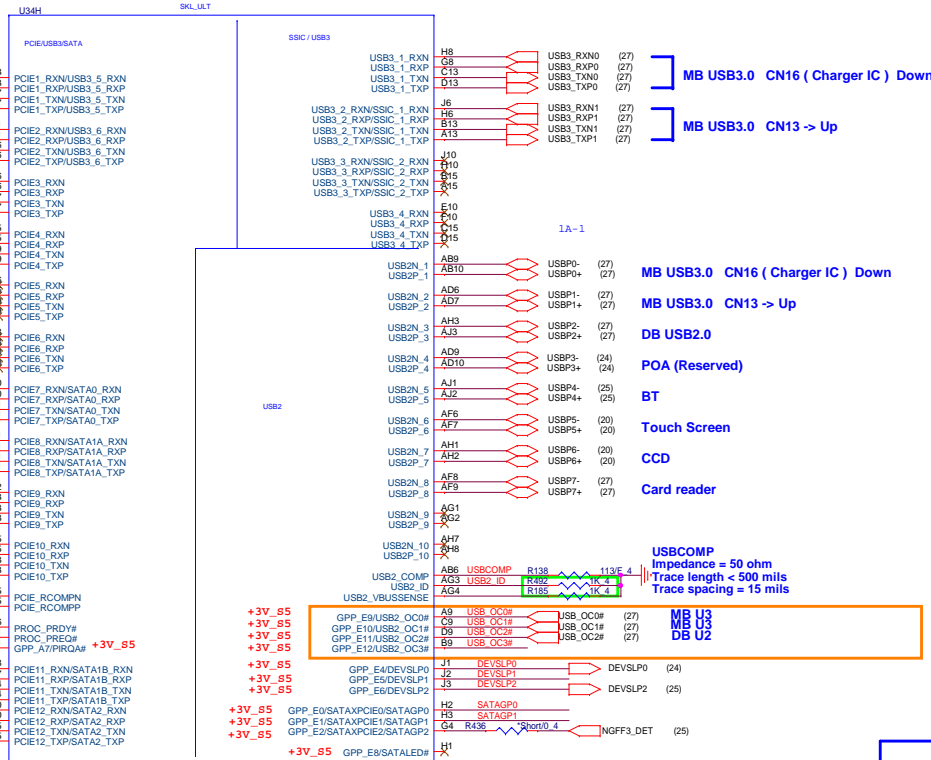 U34H
SKL_ULT
PCIE/USB3/SATA
SSIC / USB3
USB2
PCIE1_RXN/USB3_5_RXN
PCIE1_RXP/USB3_5_RXP
PCIE1_TXN/USB3_5_TXN
PCIE1_TXP/USB3_5_TXP
PCIE2_RXN/USB3_6_RXN
PCIE2_RXP/USB3_6_RXP
PCIE2_TXN/USB3_6_TXN
PCIE2_TXP/USB3_6_TXP
PCIE3_RXN
PCIE3_RXP
PCIE3_TXN
PCIE3_TXP
PCIE4_RXN
PCIE4_RXP
PCIE4_TXN
PCIE4_TXP
PCIE5_RXN
PCIE5_RXP
PCIE5_TXN
PCIE5_TXP
PCIE6_RXN
PCIE6_RXP
PCIE6_TXN
PCIE6_TXP
PCIE7_RXN/SATA0_RXN
PCIE7_RXP/SATA0_RXP
PCIE7_TXN/SATA0_TXN
PCIE7_TXP/SATA0_TXP
PCIE8_RXN/SATA1A_RXN
PCIE8_RXP/SATA1A_RXP
PCIE8_TXN/SATA1A_TXN
PCIE8_TXP/SATA1A_TXP
PCIE9_RXN
PCIE9_RXP
PCIE9_TXN
PCIE9_TXP
PCIE10_RXN
PCIE10_RXP
PCIE10_TXN
PCIE10_TXP
PCIE_RCOMPN
PCIE_RCOMPP
PROC_PRDY#
PROC_PREQ#
GPP_A7/PIRQA# +3V_S5
PCIE11_RXN/SATA1B_RXN
PCIE11_RXP/SATA1B_RXP
PCIE11_TXN/SATA1B_TXN
PCIE11_TXP/SATA1B_TXP
PCIE12_RXN/SATA2_RXN
PCIE12_RXP/SATA2_RXP
PCIE12_TXN/SATA2_TXN
PCIE12_TXP/SATA2_TXP
USB3_1_RXN H8 USB3_RXN0 (27)
USB3_1_RXP G8 USB3_RXP0 (27)
USB3_1_TXN C13 USB3_TXN0 (27)
USB3_1_TXP D13 USB3_TXP0 (27)
MB USB3.0 CN16 ( Charger IC ) Down
USB3_2_RXN/SSIC_1_RXN J6 USB3_RXN1 (27)
USB3_2_RXP/SSIC_1_RXP H6 USB3_RXP1 (27)
USB3_2_TXN/SSIC_1_TXN B13 USB3_TXN1 (27)
USB3_2_TXP/SSIC_1_TXP A13 USB3_TXP1 (27)
MB USB3.0 CN13 -> Up
USB3_3_RXN/SSIC_2_RXN J10
USB3_3_RXP/SSIC_2_RXP H10
USB3_3_TXN/SSIC_2_TXN B15
USB3_3_TXP/SSIC_2_TXP A15
USB3_4_RXN E10
USB3_4_RXP F10
USB3_4_TXN C15
USB3_4_TXP D15
1A-1
USB2N_1 AB9 USBP0- (27)
USB2P_1 AB10 USBP0+ (27)
MB USB3.0 CN16 ( Charger IC ) Down
USB2N_2 AD6 USBP1- (27)
USB2P_2 AD7 USBP1+ (27)
MB USB3.0 CN13 -> Up
USB2N_3 AH3 USBP2- (27)
USB2P_3 AJ3 USBP2+ (27)
DB USB2.0
USB2N_4 AD9 USBP3- (24)
USB2P_4 AD10 USBP3+ (24)
POA (Reserved)
USB2N_5 AJ1 USBP4- (25)
USB2P_5 AJ2 USBP4+ (25)
BT
USB2N_6 AF6 USBP5- (20)
USB2P_6 AF7 USBP5+ (20)
Touch Screen
USB2N_7 AH1 USBP6- (20)
USB2P_7 AH2 USBP6+ (20)
CCD
USB2N_8 AF8 USBP7- (27)
USB2P_8 AF9 USBP7+ (27)
Card reader
USB2N_9 AG1
USB2P_9 AG2
USB2N_10 AH7
USB2P_10 AH8
USB2_COMP AB6 USBCOMP R138 113/F_4
USB2_ID AG3 USB2_ID R492 1K_4
USB2_VBUSSENSE AG4 R185 1K_4
USBCOMP
Impedance = 50 ohm
Trace length < 500 mils
Trace spacing = 15 mils
+3V_S5 GPP_E9/USB2_OC0# A9 USB_OC0# USB_OC0# (27) MB U3
+3V_S5 GPP_E10/USB2_OC1# C9 USB_OC1# USB_OC1# (27) MB U3
+3V_S5 GPP_E11/USB2_OC2# D9 USB_OC2# USB_OC2# (27) DB U2
+3V_S5 GPP_E12/USB2_OC3# B9 USB_OC3#
+3V_S5 GPP_E4/DEVSLP0 J1 DEVSLP0 DEVSLP0 (24)
+3V_S5 GPP_E5/DEVSLP1 J2 DEVSLP1
+3V_S5 GPP_E6/DEVSLP2 J3 DEVSLP2 DEVSLP2 (25)
+3V_S5 GPP_E0/SATAXPCIE0/SATAGP0 H2 SATAGP0
+3V_S5 GPP_E1/SATAXPCIE1/SATAGP1 H3 SATAGP1
+3V_S5 GPP_E2/SATAXPCIE2/SATAGP2 G4 R436 *Short/0_4 NGFF3_DET (25)
+3V_S5 GPP_E8/SATALED# H1